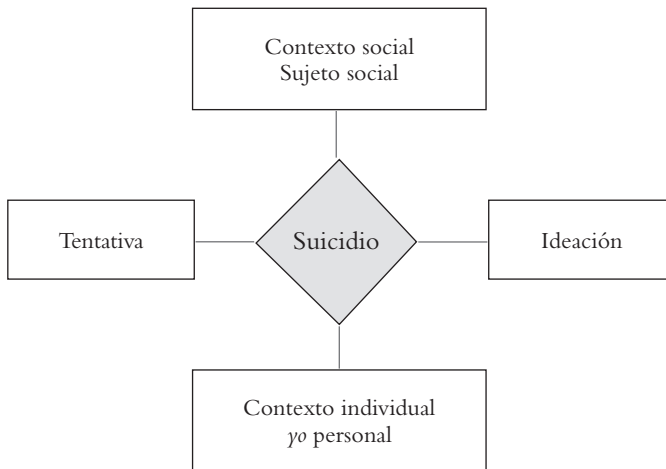 Contexto social
Sujeto social
Tentativa
Suicidio
Ideación
Contexto individual
yo personal